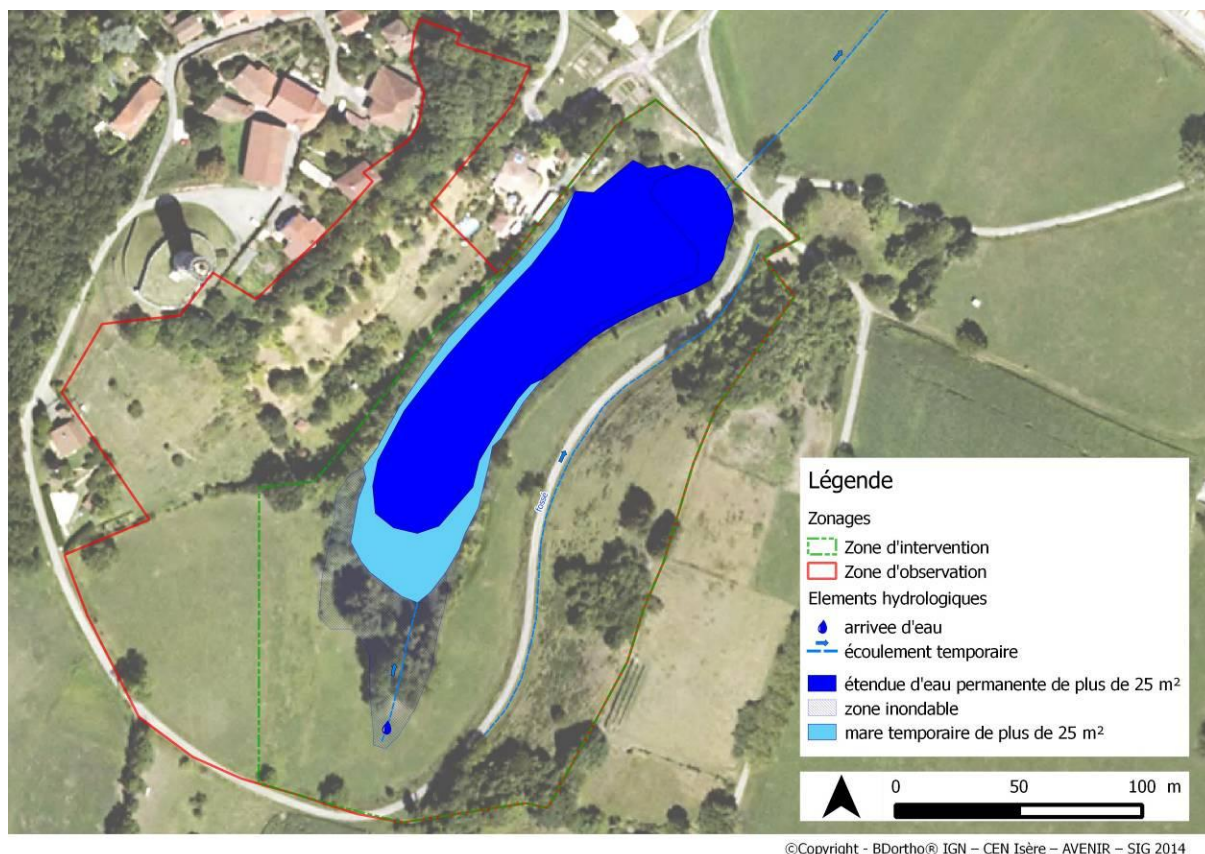 fossé
Légende
Zonages
Zone d'intervention
Zone d'observation
Elements hydrologiques
arrivee d'eau
écoulement temporaire
étendue d'eau permanente de plus de 25 m²
zone inondable
mare temporaire de plus de 25 m²
0 50 100 m
©Copyright - BDortho® IGN – CEN Isère – AVENIR – SIG 2014